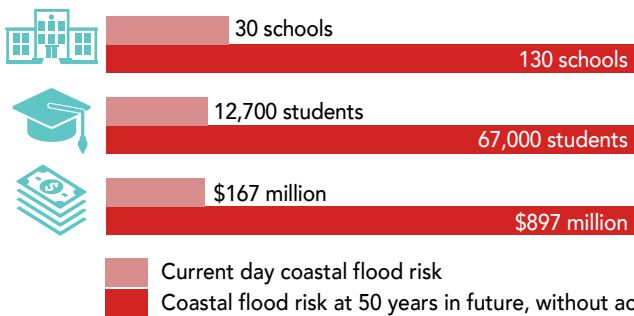 30 schools
130 schools
12,700 students
67,000 students
$167 million
$897 million
Current day coastal flood risk
Coastal flood risk at 50 years in future, without